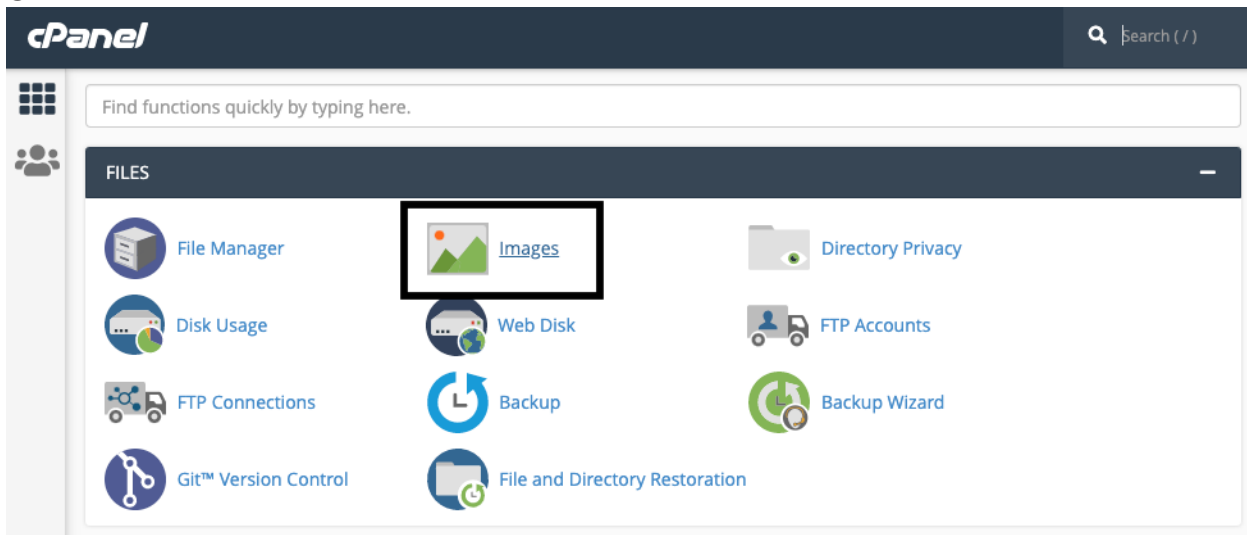 cPanel
Search ( / )
Find functions quickly by typing here.
FILES
File Manager
Images
Directory Privacy
Disk Usage
Web Disk
FTP Accounts
FTP Connections
Backup
Backup Wizard
Git™ Version Control
File and Directory Restoration